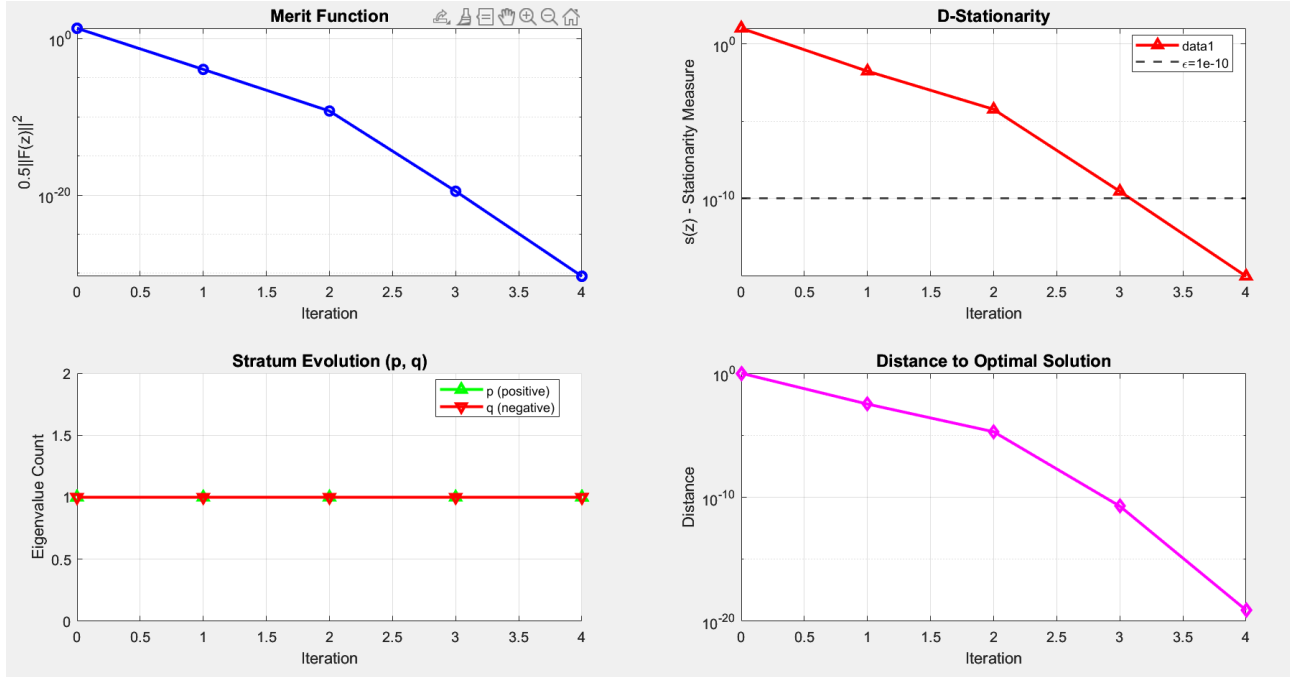 Merit Function
10^0
10^-20
0.5||F(z)||^2
0 0.5 1 1.5 2 2.5 3 3.5 4
Iteration
D-Stationarity
data1
ϵ=1e-10
10^0
10^-10
s(z) - Stationarity Measure
0 0.5 1 1.5 2 2.5 3 3.5 4
Iteration
Stratum Evolution (p, q)
p (positive)
q (negative)
2
1.5
1
0.5
0
Eigenvalue Count
0 0.5 1 1.5 2 2.5 3 3.5 4
Iteration
Distance to Optimal Solution
10^0
10^-10
10^-20
Distance
0 0.5 1 1.5 2 2.5 3 3.5 4
Iteration